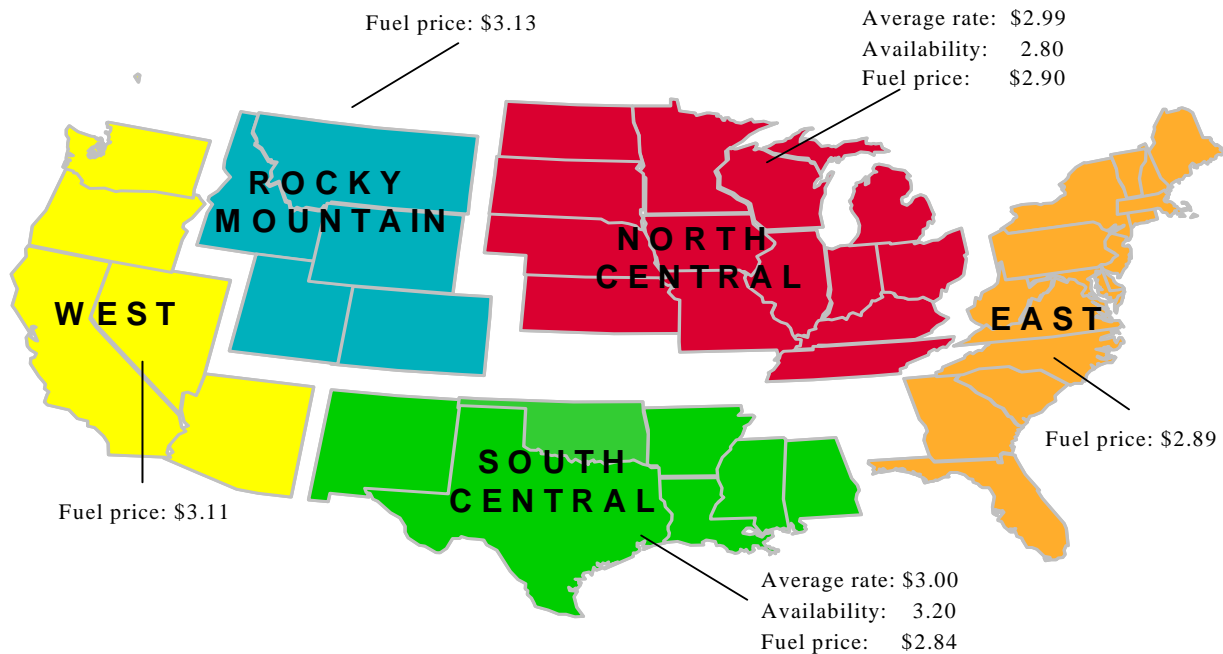 Fuel price: $3.13
Average rate: $2.99
Availability: 2.80
Fuel price: $2.90
ROCKY
MOUNTAIN
NORTH
CENTRAL
WEST
EAST
Fuel price: $2.89
SOUTH
CENTRAL
Fuel price: $3.11
Average rate: $3.00
Availability: 3.20
Fuel price: $2.84